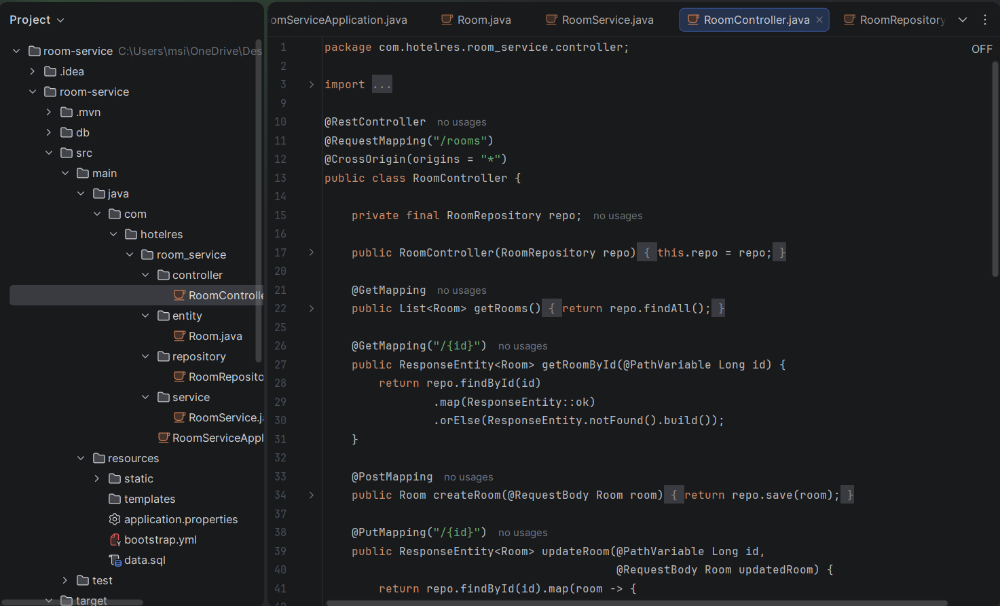 Project
room-service C:\Users\msi\OneDrive\Des
.idea
room-service
.mvn
db
src
main
java
com
hotelres
room_service
controller
RoomControlle
entity
Room.java
repository
RoomReposito
service
RoomService.ja
RoomServiceAppl
resources
static
templates
application.properties
bootstrap.yml
data.sql
test
target
omServiceApplication.java Room.java RoomService.java RoomController.java RoomRepository
OFF
1 package com.hotelres.room_service.controller;
2
3 import ...
9
10 @RestController no usages
11 @RequestMapping("/rooms")
12 @CrossOrigin(origins = "*")
13 public class RoomController {
14
15 private final RoomRepository repo; no usages
16
17 public RoomController(RoomRepository repo) { this.repo = repo; }
20
21 @GetMapping no usages
22 public List<Room> getRooms() { return repo.findAll(); }
25
26 @GetMapping("/{id}") no usages
27 public ResponseEntity<Room> getRoomById(@PathVariable Long id) {
28 return repo.findById(id)
29 .map(ResponseEntity::ok)
30 .orElse(ResponseEntity.notFound().build());
31 }
32
33 @PostMapping no usages
34 public Room createRoom(@RequestBody Room room) { return repo.save(room); }
37
38 @PutMapping("/{id}") no usages
39 public ResponseEntity<Room> updateRoom(@PathVariable Long id,
40 @RequestBody Room updatedRoom) {
41 return repo.findById(id).map(room -> {